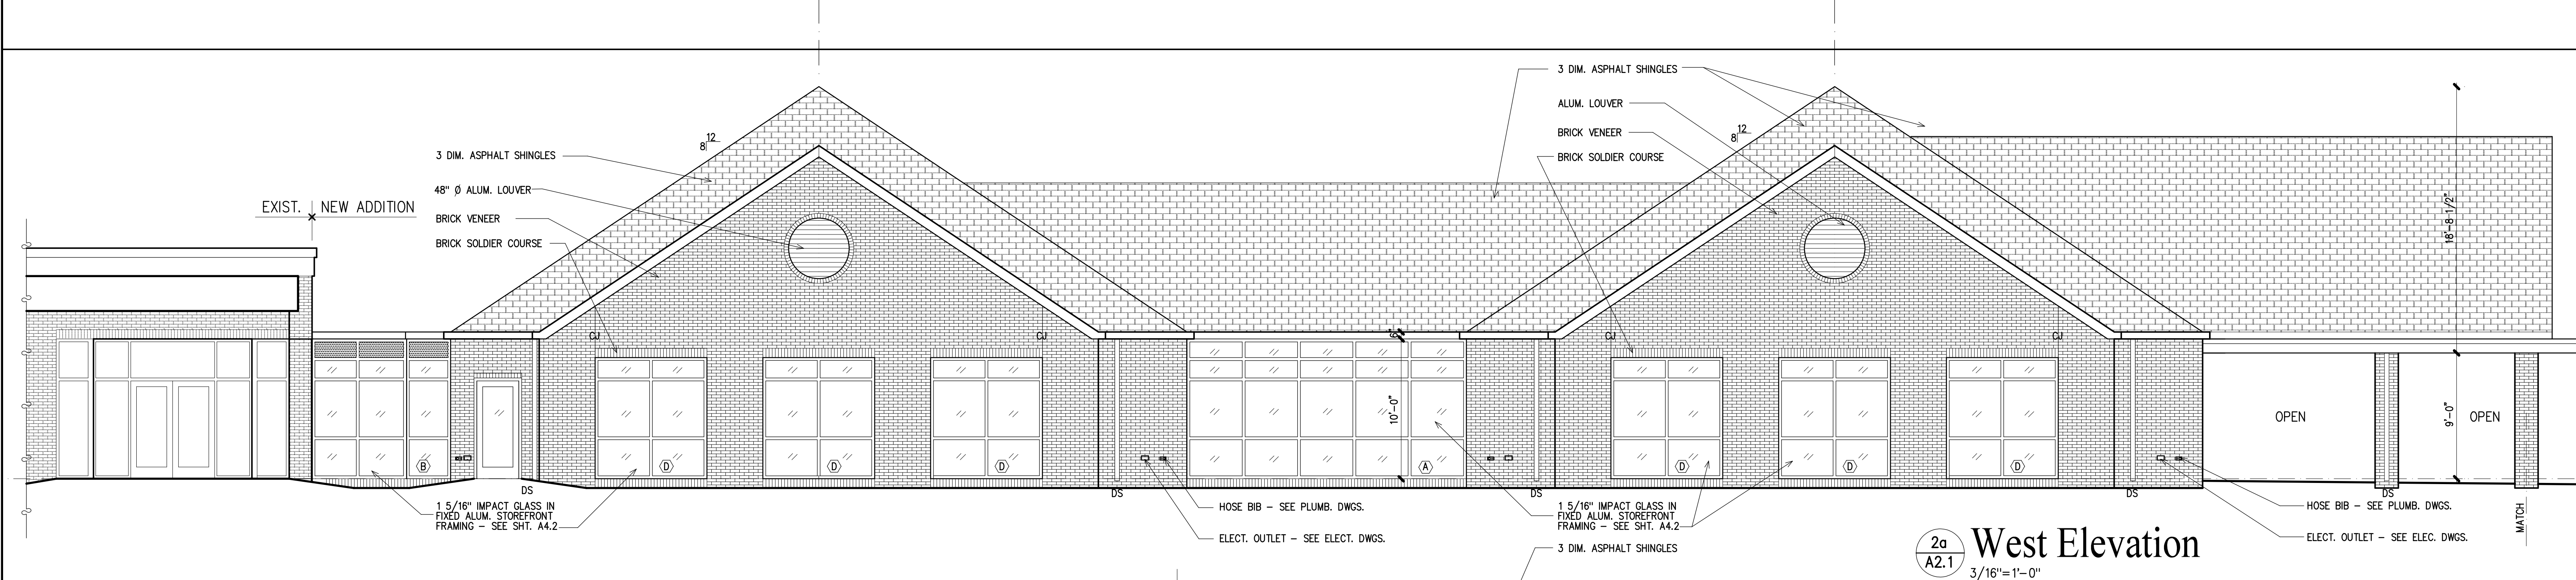 EXIST. NEW ADDITION
12
8
3 DIM. ASPHALT SHINGLES
48" Ø ALUM. LOUVER
BRICK VENEER
BRICK SOLDIER COURSE
CJ
CJ
B
D
D
D
DS
DS
1 5/16" IMPACT GLASS IN
FIXED ALUM. STOREFRONT
FRAMING – SEE SHT. A4.2
HOSE BIB – SEE PLUMB. DWGS.
ELECT. OUTLET – SEE ELECT. DWGS.
6"
10'-0"
A
DS
3 DIM. ASPHALT SHINGLES
ALUM. LOUVER
BRICK VENEER
BRICK SOLDIER COURSE
12
8
CJ
CJ
D
D
D
DS
1 5/16" IMPACT GLASS IN
FIXED ALUM. STOREFRONT
FRAMING – SEE SHT. A4.2
3 DIM. ASPHALT SHINGLES
18'-8-1/2"
9'-0"
OPEN
OPEN
DS
MATCH
HOSE BIB – SEE PLUMB. DWGS.
ELECT. OUTLET – SEE ELEC. DWGS.
2a
A2.1
West Elevation
3/16"=1'-0"